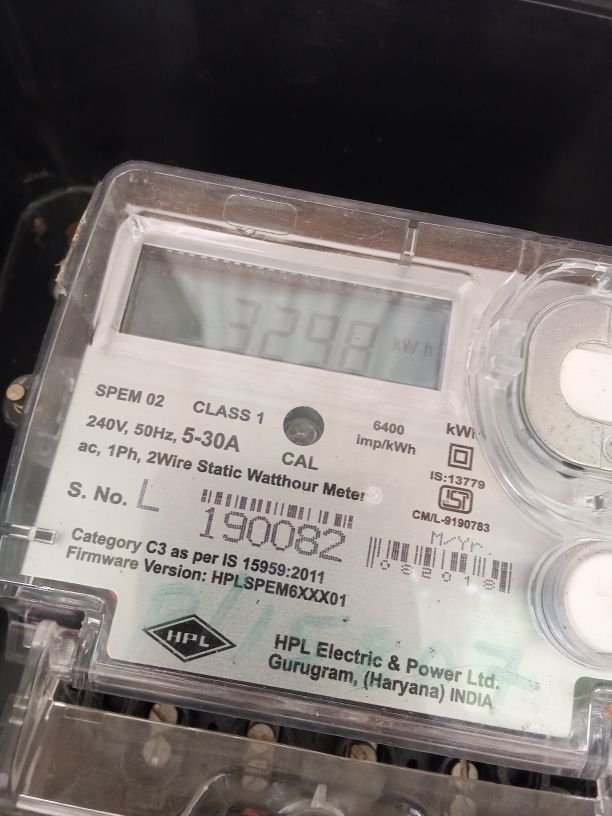 3298 kWh
SPEM 02 CLASS 1
6400
imp/kWh
kWh
240V, 50Hz, 5-30A
CAL
ac, 1Ph, 2Wire Static Watthour Meter
IS:13779
ISI
CM/L-9190783
S. No. L 190082
M/Yr.
062018
Category C3 as per IS 15959:2011
Firmware Version: HPLSPEM6XXX01
HPL
HPL Electric & Power Ltd.
Gurugram, (Haryana) INDIA